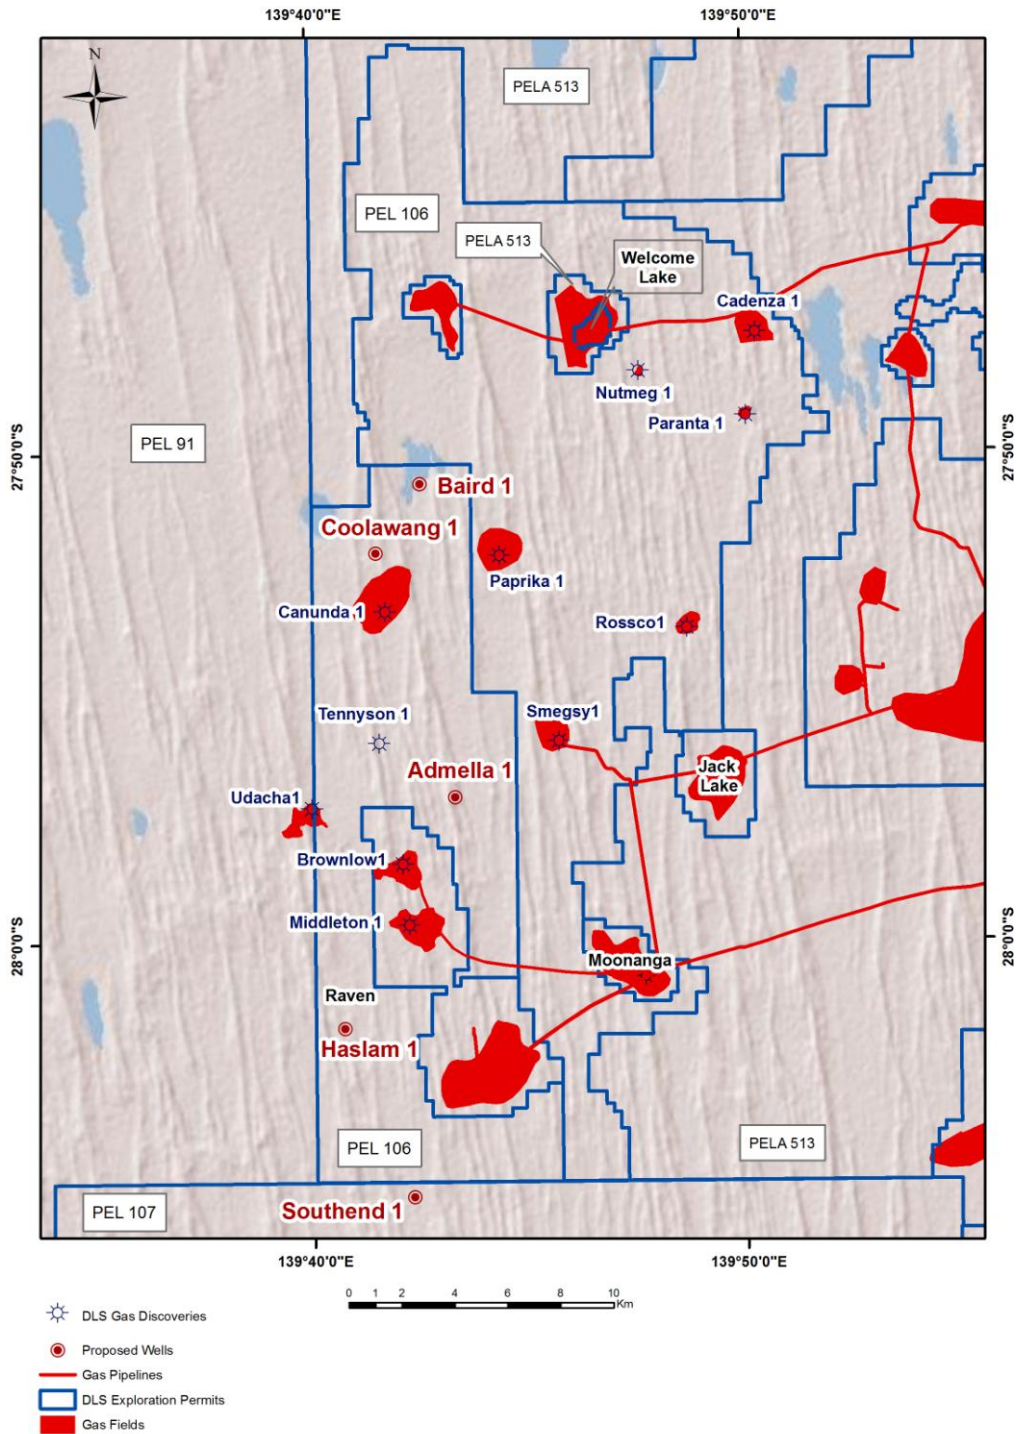 139°40'0"E
139°50'0"E
N
PELA 513
PEL 106
PELA 513
Welcome
Lake
Cadenza 1
Nutmeg 1
Paranta 1
PEL 91
27°50'0"S
27°50'0"S
Baird 1
Coolawang 1
Paprika 1
Canunda 1
Rossco1
Tennyson 1
Smegsy1
Admella 1
Jack
Lake
Udacha1
Brownlow1
Middleton 1
28°0'0"S
28°0'0"S
Moonanga
Raven
Haslam 1
PEL 106
PELA 513
PEL 107
Southend 1
139°40'0"E
139°50'0"E
0 1 2 4 6 8 10
Km
DLS Gas Discoveries
Proposed Wells
Gas Pipelines
DLS Exploration Permits
Gas Fields